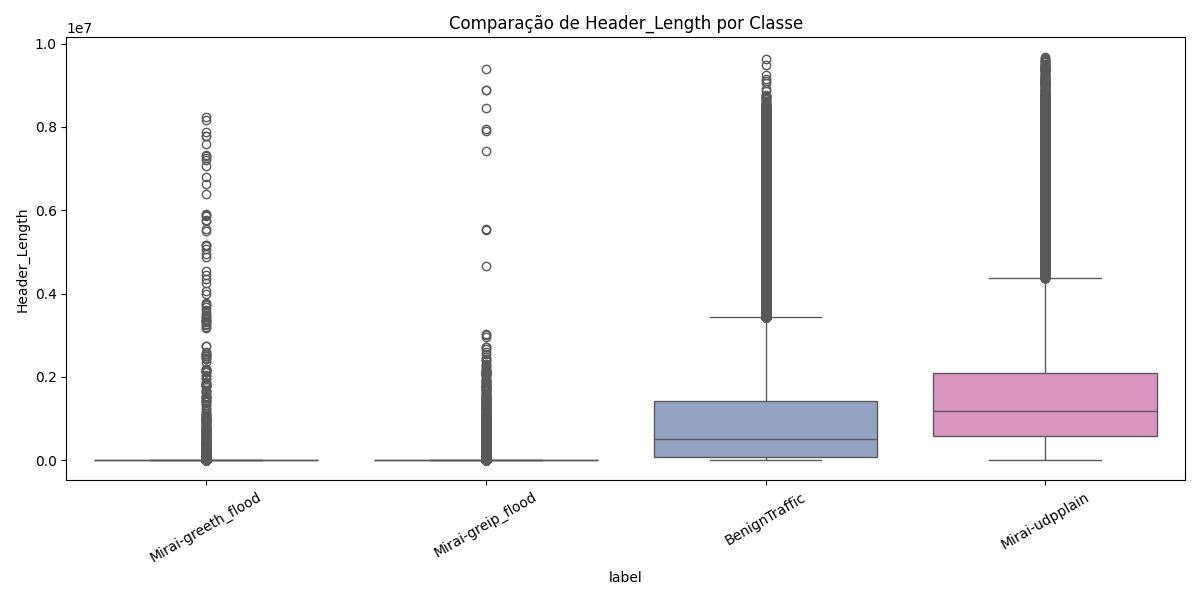 Comparação de Header_Length por Classe
1e7
1.0
0.8
0.6
0.4
0.2
0.0
Header_Length
Mirai-greeth_flood
Mirai-greip_flood
BenignTraffic
Mirai-udpplain
label